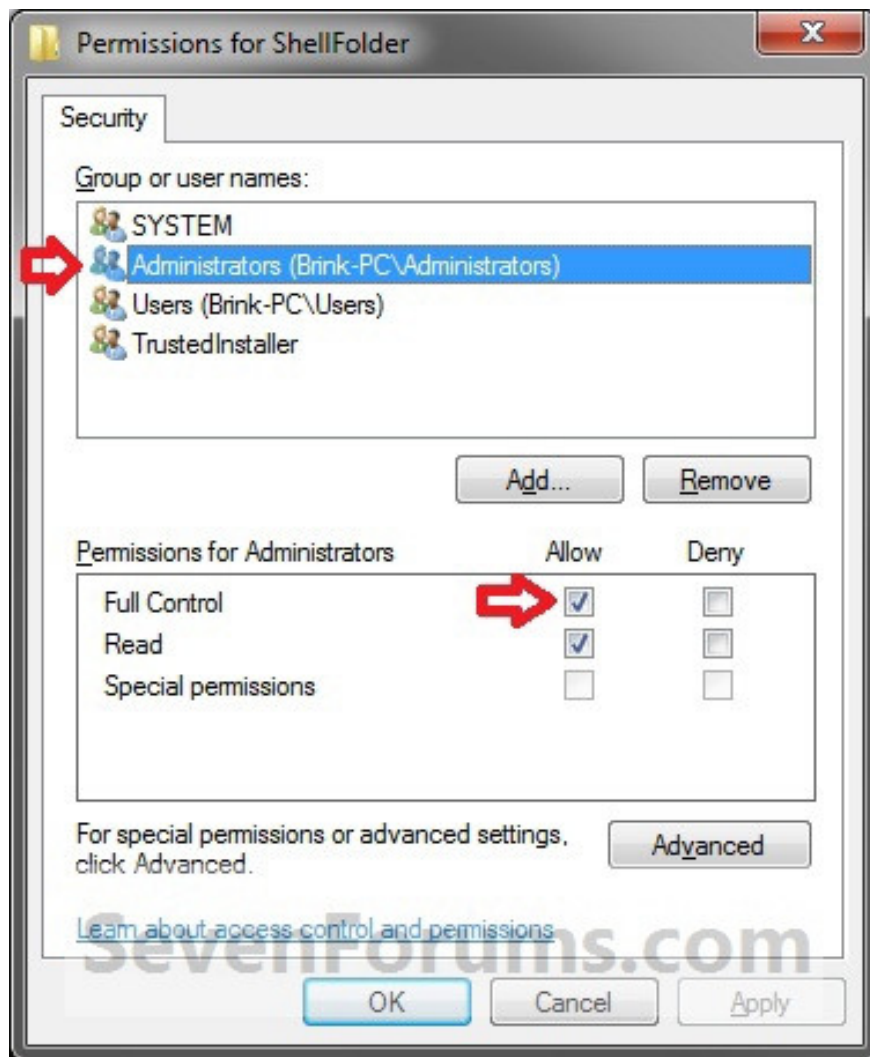 Permissions for ShellFolder
Security
Group or user names:
SYSTEM
Administrators (Brink-PC\Administrators)
Users (Brink-PC\Users)
TrustedInstaller
Add... Remove
Permissions for Administrators Allow Deny
Full Control
Read
Special permissions
For special permissions or advanced settings,
click Advanced.
Advanced
Learn about access control and permissions
SevenForums.com
OK Cancel Apply